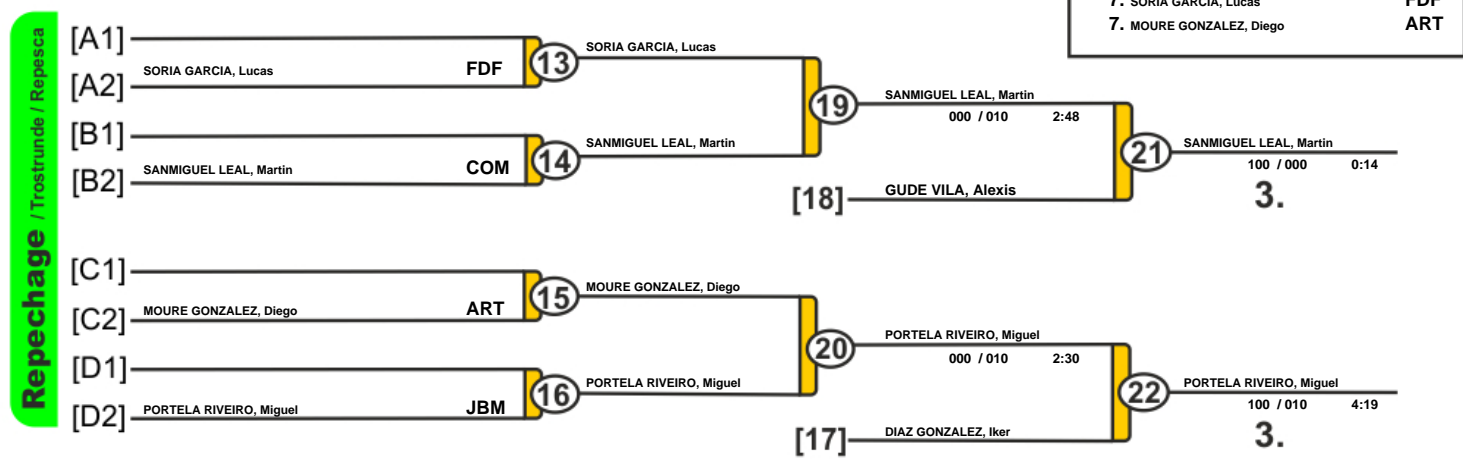 7. SORIA GARCIA, Lucas FDF
7. MOURE GONZALEZ, Diego ART
Repechage / Trostrunde / Repesca
[A1]
SORIA GARCIA, Lucas FDF
[A2]
13
SORIA GARCIA, Lucas
[B1]
SANMIGUEL LEAL, Martin COM
[B2]
14
SANMIGUEL LEAL, Martin
19
SANMIGUEL LEAL, Martin
000 / 010 2:48
[18] GUDE VILA, Alexis
21
SANMIGUEL LEAL, Martin
100 / 000 0:14
3.
[C1]
MOURE GONZALEZ, Diego ART
[C2]
15
MOURE GONZALEZ, Diego
[D1]
PORTELA RIVEIRO, Miguel JBM
[D2]
16
PORTELA RIVEIRO, Miguel
20
PORTELA RIVEIRO, Miguel
000 / 010 2:30
[17] DIAZ GONZALEZ, Iker
22
PORTELA RIVEIRO, Miguel
100 / 010 4:19
3.